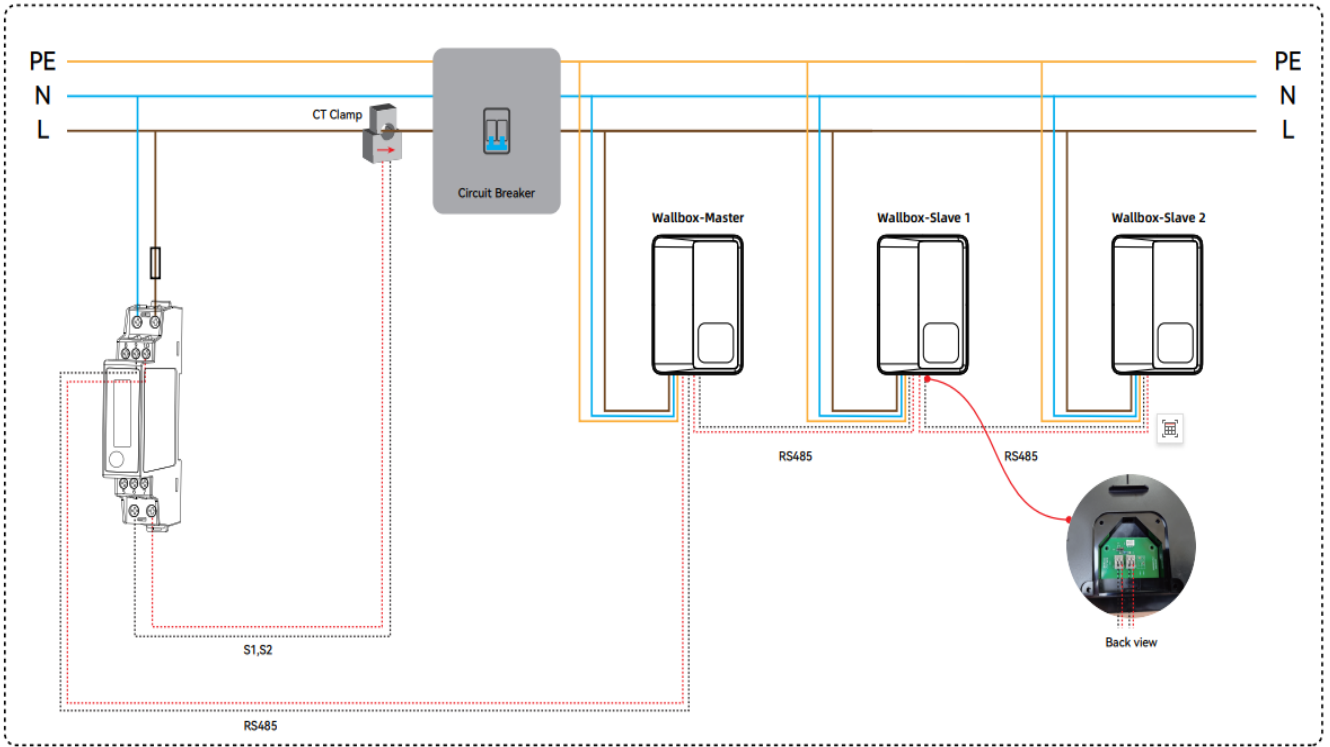 PE
PE
N
N
CT Clamp
L
L
Circuit Breaker
Wallbox-Master
Wallbox-Slave 1
Wallbox-Slave 2
RS485
RS485
Back view
S1,S2
RS485